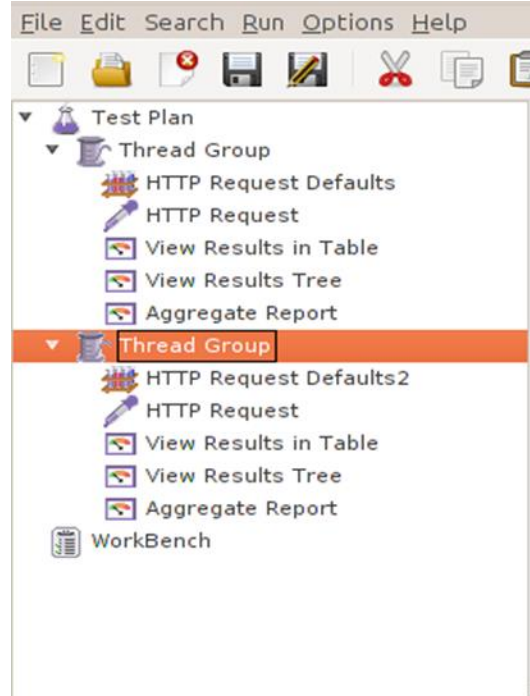 File Edit Search Run Options Help
Test Plan
Thread Group
HTTP Request Defaults
HTTP Request
View Results in Table
View Results Tree
Aggregate Report
Thread Group
HTTP Request Defaults2
HTTP Request
View Results in Table
View Results Tree
Aggregate Report
WorkBench